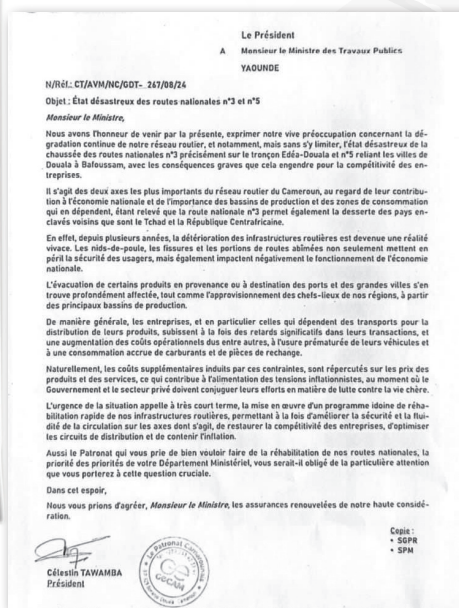 Le Président
A Monsieur le Ministre des Travaux Publics
YAOUNDE
N/Réf.: CT/AVM/NC/GDT- 267/08/24
Objet : État désastreux des routes nationales n°3 et n°5
Monsieur le Ministre,
Nous avons l'honneur de venir par la présente, exprimer notre vive préoccupation concernant la dé-
gradation continue de notre réseau routier, et notamment, mais sans s'y limiter, l'état désastreux de la
chaussée des routes nationales n°3 précisément sur le tronçon Edéa-Douala et n°5 reliant les villes de
Douala à Bafoussam, avec les conséquences graves que cela engendre pour la compétitivité des en-
treprises.
Il s'agit des deux axes les plus importants du réseau routier du Cameroun, au regard de leur contribu-
tion à l'économie nationale et de l'importance des bassins de production et des zones de consommation
qui en dépendent, étant relevé que la route nationale n°3 permet également la desserte des pays en-
clavés voisins que sont le Tchad et la République Centrafricaine.
En effet, depuis plusieurs années, la détérioration des infrastructures routières est devenue une réalité
vivace. Les nids-de-poule, les fissures et les portions de routes abîmées non seulement mettent en
péril la sécurité des usagers, mais également impactent négativement le fonctionnement de l'économie
nationale.
L'évacuation de certains produits en provenance ou à destination des ports et des grandes villes s'en
trouve profondément affectée, tout comme l'approvisionnement des chefs-lieux de nos régions, à partir
des principaux bassins de production.
De manière générale, les entreprises, et en particulier celles qui dépendent des transports pour la
distribution de leurs produits, subissent à la fois des retards significatifs dans leurs transactions, et
une augmentation des coûts opérationnels dus entre autres, à l'usure prématurée de leurs véhicules et
à une consommation accrue de carburants et de pièces de rechange.
Naturellement, les coûts supplémentaires induits par ces contraintes, sont répercutés sur les prix des
produits et des services, ce qui contribue à l'alimentation des tensions inflationnistes, au moment où le
Gouvernement et le secteur privé doivent conjuguer leurs efforts en matière de lutte contre la vie chère.
L'urgence de la situation appelle à très court terme, la mise en œuvre d'un programme idoine de réha-
bilitation rapide de nos infrastructures routières, permettant à la fois d'améliorer la sécurité et la flui-
dité de la circulation sur les axes dont s'agit, de restaurer la compétitivité des entreprises, d'optimiser
les circuits de distribution et de contenir l'inflation.
Aussi le Patronat qui vous prie de bien vouloir faire de la réhabilitation de nos routes nationales, la
priorité des priorités de votre Département Ministériel, vous serait-il obligé de la particulière attention
que vous porterez à cette question cruciale.
Dans cet espoir,
Nous vous prions d'agréer, Monsieur le Ministre, les assurances renouvelées de notre haute considé-
ration.
Copie :
• SGPR
• SPM
Célestin TAWAMBA
Président
Le Patronat Camerounais
GECAM